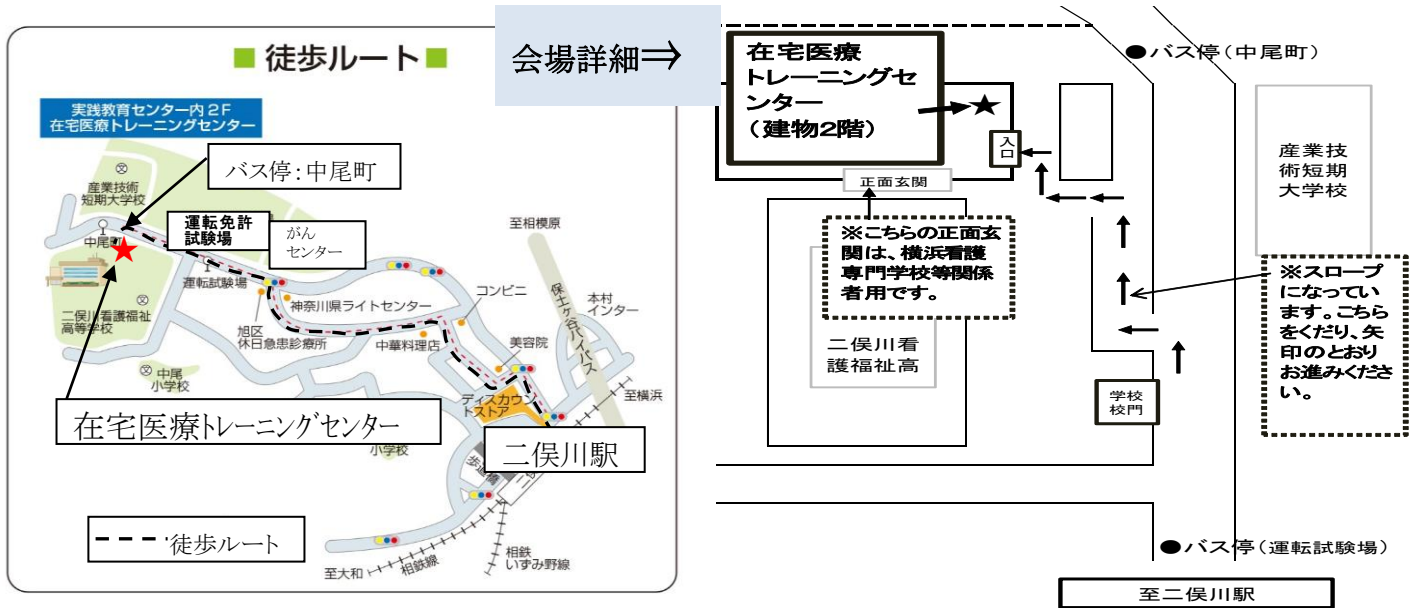 ■ 徒歩ルート ■
会場詳細⇒
実践教育センター内2F
在宅医療トレーニングセンター
バス停：中尾町
産業技術
短期大学校
運転免許
試験場
がん
センター
至相模原
中尾町
運転試験場
神奈川県ライトセンター
コンビニ
本村
インター
保土ヶ谷バイパス
二俣川看護福祉
高等学校
旭区
休日急患診療所
中華料理店
美容院
中尾
小学校
至横浜
ディスカウン
トストア
在宅医療トレーニングセンター
小学校
二俣川駅
歩道橋
徒歩ルート
至大和
相鉄線
相鉄
いずみ野線
在宅医療
トレーニングセ
ンター
（建物2階）
★
●バス停（中尾町）
入口
正面玄関
産業技
術短期
大学校
※こちらの正面玄
関は、横浜看護
専門学校等関係
者用です。
※スロープ
になってい
ます。こちら
をくだり、矢
印のとおり
お進みくださ
い。
二俣川看
護福祉高
学校
校門
●バス停（運転試験場）
至二俣川駅